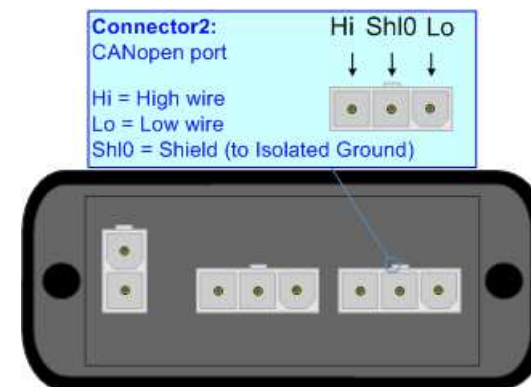 Connector2:
CANopen port
Hi = High wire
Lo = Low wire
Shl0 = Shield (to Isolated Ground)
Hi Shl0 Lo